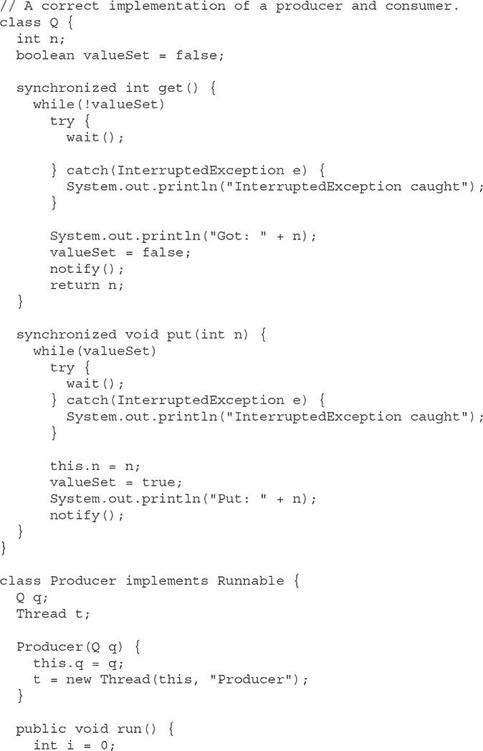 // A correct implementation of a producer and consumer.
class Q {
  int n;
  boolean valueSet = false;

  synchronized int get() {
    while(!valueSet)
      try {
        wait();

      } catch(InterruptedException e) {
        System.out.println("InterruptedException caught");
      }

      System.out.println("Got: " + n);
      valueSet = false;
      notify();
      return n;
  }

  synchronized void put(int n) {
    while(valueSet)
      try {
        wait();
      } catch(InterruptedException e) {
        System.out.println("InterruptedException caught");
      }

      this.n = n;
      valueSet = true;
      System.out.println("Put: " + n);
      notify();
  }
}

class Producer implements Runnable {
  Q q;
  Thread t;

  Producer(Q q) {
    this.q = q;
    t = new Thread(this, "Producer");
  }

  public void run() {
    int i = 0;